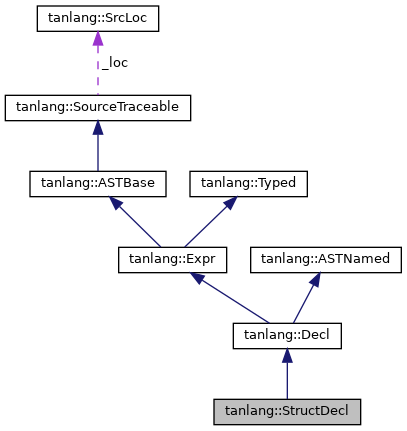 tanlang::SrcLoc
_loc
tanlang::SourceTraceable
tanlang::ASTBase
tanlang::Typed
tanlang::Expr
tanlang::ASTNamed
tanlang::Decl
tanlang::StructDecl